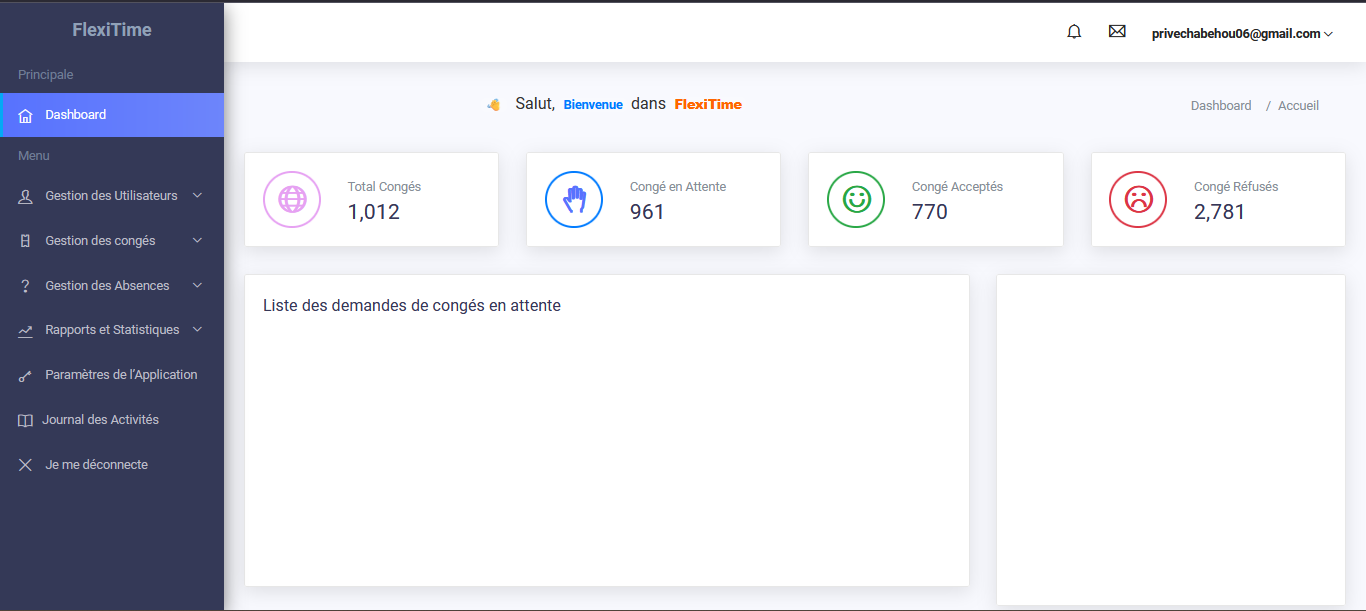 FlexiTime
privechabehou06@gmail.com
Principale
Dashboard
Menu
Gestion des Utilisateurs
Gestion des congés
Gestion des Absences
Rapports et Statistiques
Paramètres de l'Application
Journal des Activités
Je me déconnecte
Salut, Bienvenue dans FlexiTime
Dashboard / Accueil
Total Congés
1,012
Congé en Attente
961
Congé Acceptés
770
Congé Réfusés
2,781
Liste des demandes de congés en attente